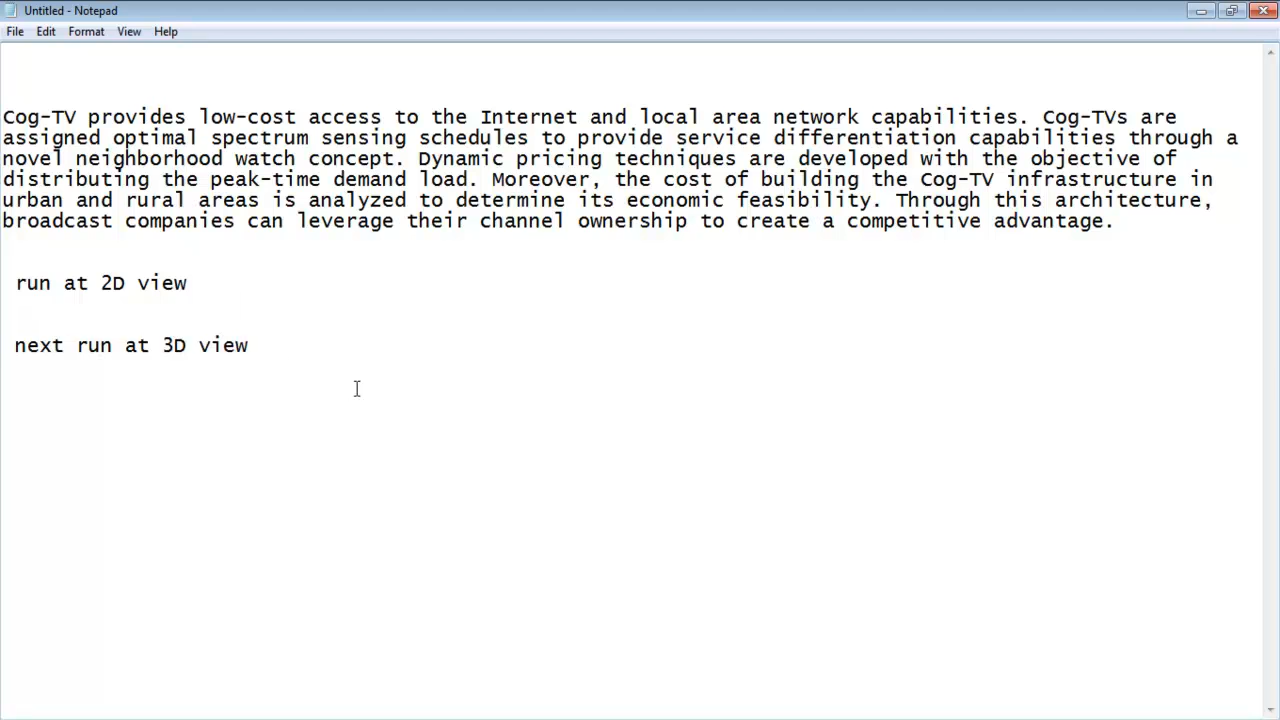 Untitled - Notepad
File Edit Format View Help
Cog-TV provides low-cost access to the Internet and local area network capabilities. Cog-TVs are
assigned optimal spectrum sensing schedules to provide service differentiation capabilities through a
novel neighborhood watch concept. Dynamic pricing techniques are developed with the objective of
distributing the peak-time demand load. Moreover, the cost of building the Cog-TV infrastructure in
urban and rural areas is analyzed to determine its economic feasibility. Through this architecture,
broadcast companies can leverage their channel ownership to create a competitive advantage.
run at 2D view
next run at 3D view